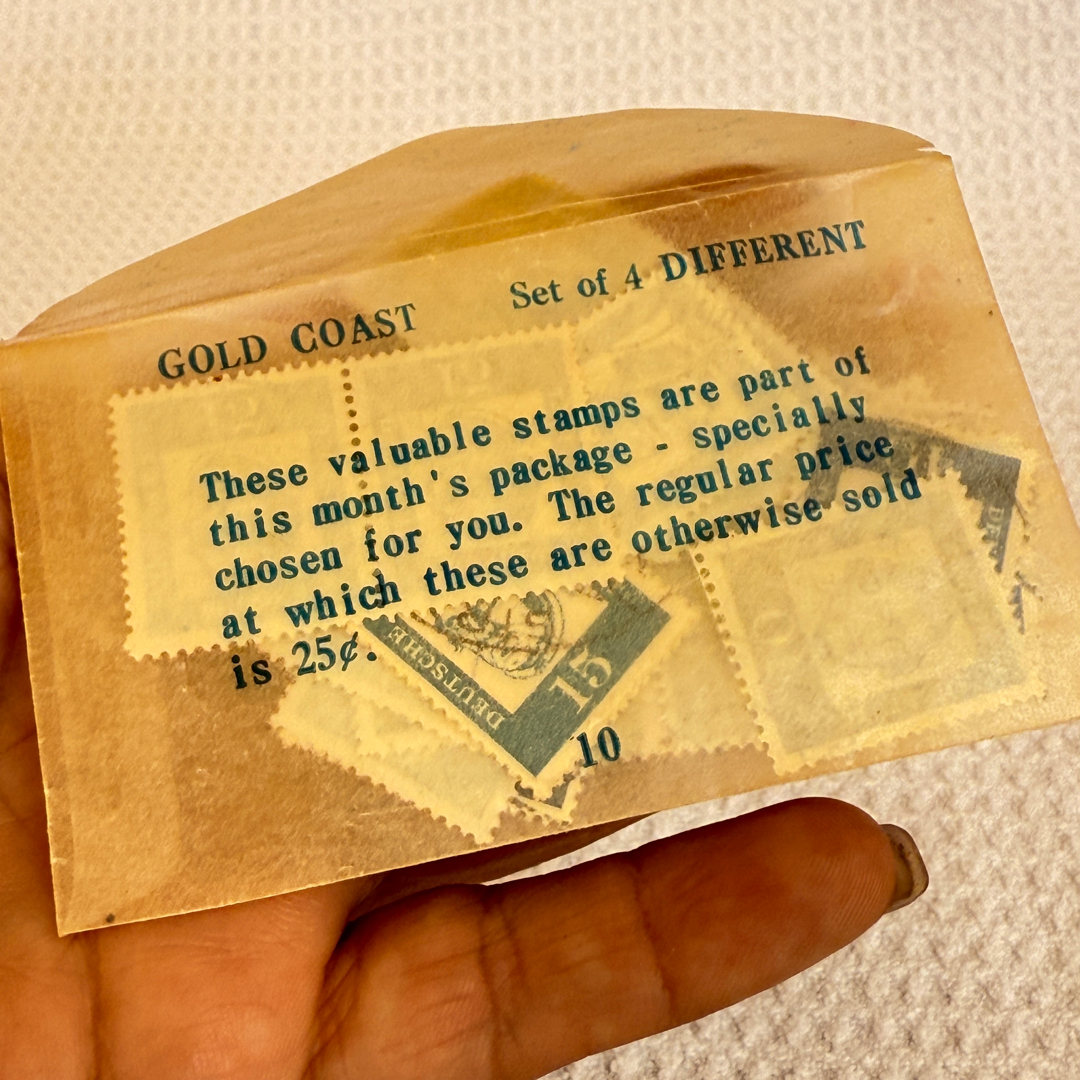 GOLD COAST Set of 4 DIFFERENT
These valuable stamps are part of
this month's package - specially
chosen for you. The regular price
at which these are otherwise sold
is 25¢.
DEUTSCHE
15
10
DE